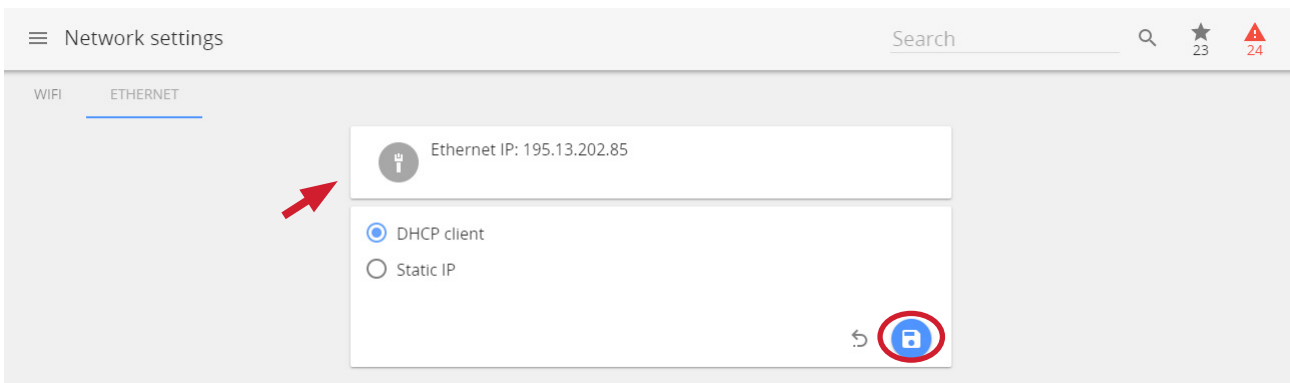 Network settings
Search
23
24
WIFI
ETHERNET
Ethernet IP: 195.13.202.85
DHCP client
Static IP